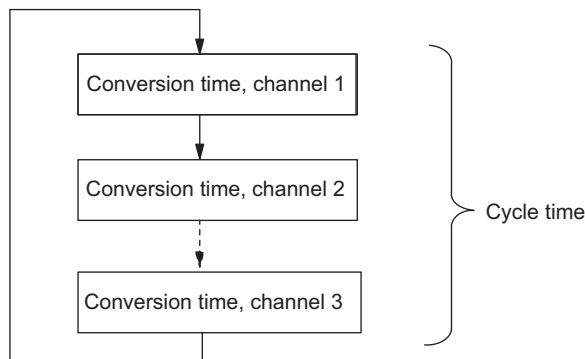 Conversion time, channel 1
Conversion time, channel 2
Cycle time
Conversion time, channel 3